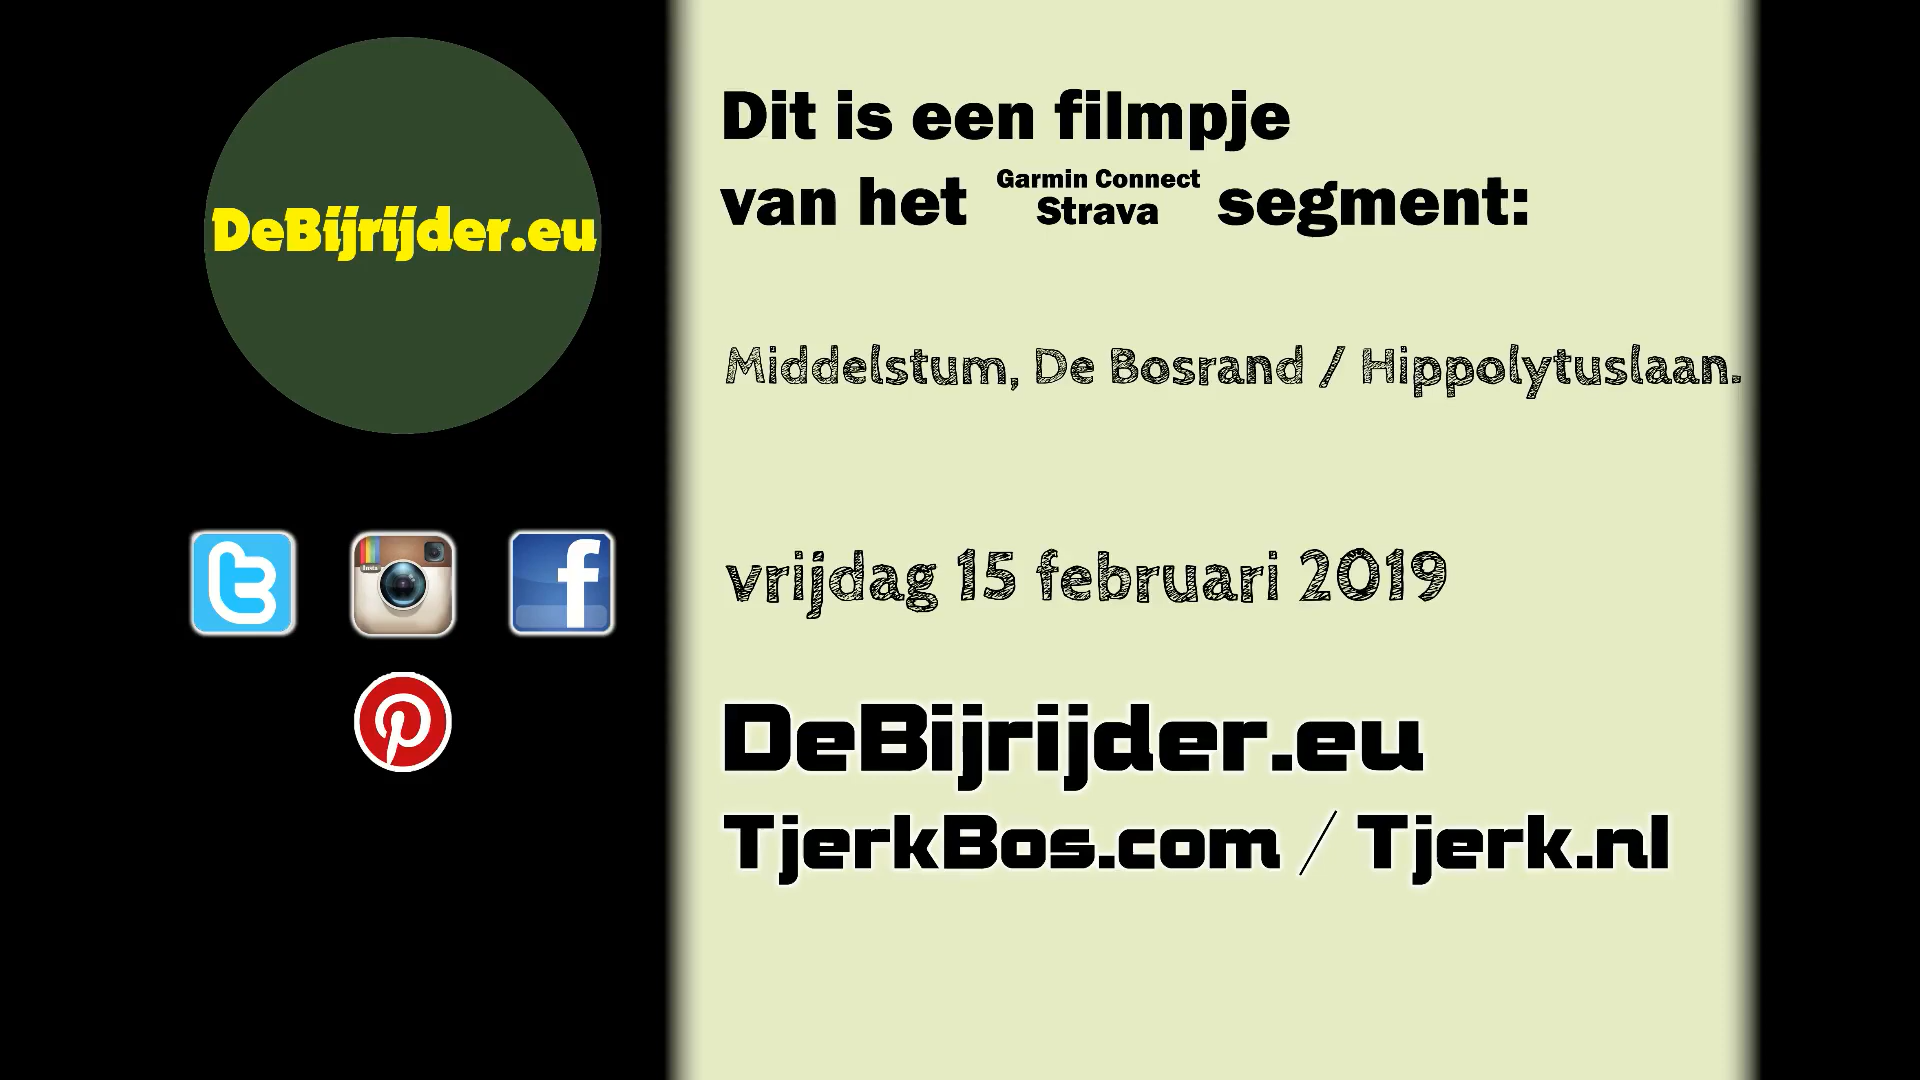 DeBijrijder.eu
Dit is een filmpje
van het Garmin Connect Strava segment:
Middelstum, De Bosrand / Hippolytuslaan.
vrijdag 15 februari 2019
DeBijrijder.eu
TjerkBos.com / Tjerk.nl
Insta